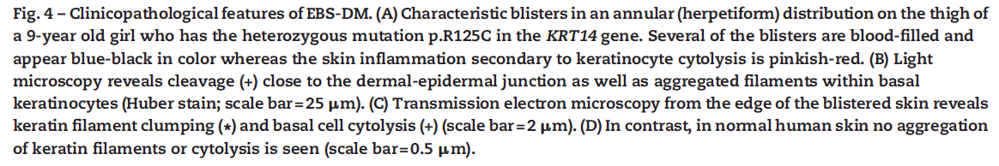 Fig. 4 – Clinicopathological features of EBS-DM. (A) Characteristic blisters in an annular (herpetiform) distribution on the thigh of
a 9-year old girl who has the heterozygous mutation p.R125C in the KRT14 gene. Several of the blisters are blood-filled and
appear blue-black in color whereas the skin inflammation secondary to keratinocyte cytolysis is pinkish-red. (B) Light
microscopy reveals cleavage (+) close to the dermal-epidermal junction as well as aggregated filaments within basal
keratinocytes (Huber stain; scale bar=25 μm). (C) Transmission electron microscopy from the edge of the blistered skin reveals
keratin filament clumping (*) and basal cell cytolysis (+) (scale bar=2 μm). (D) In contrast, in normal human skin no aggregation
of keratin filaments or cytolysis is seen (scale bar=0.5 μm).